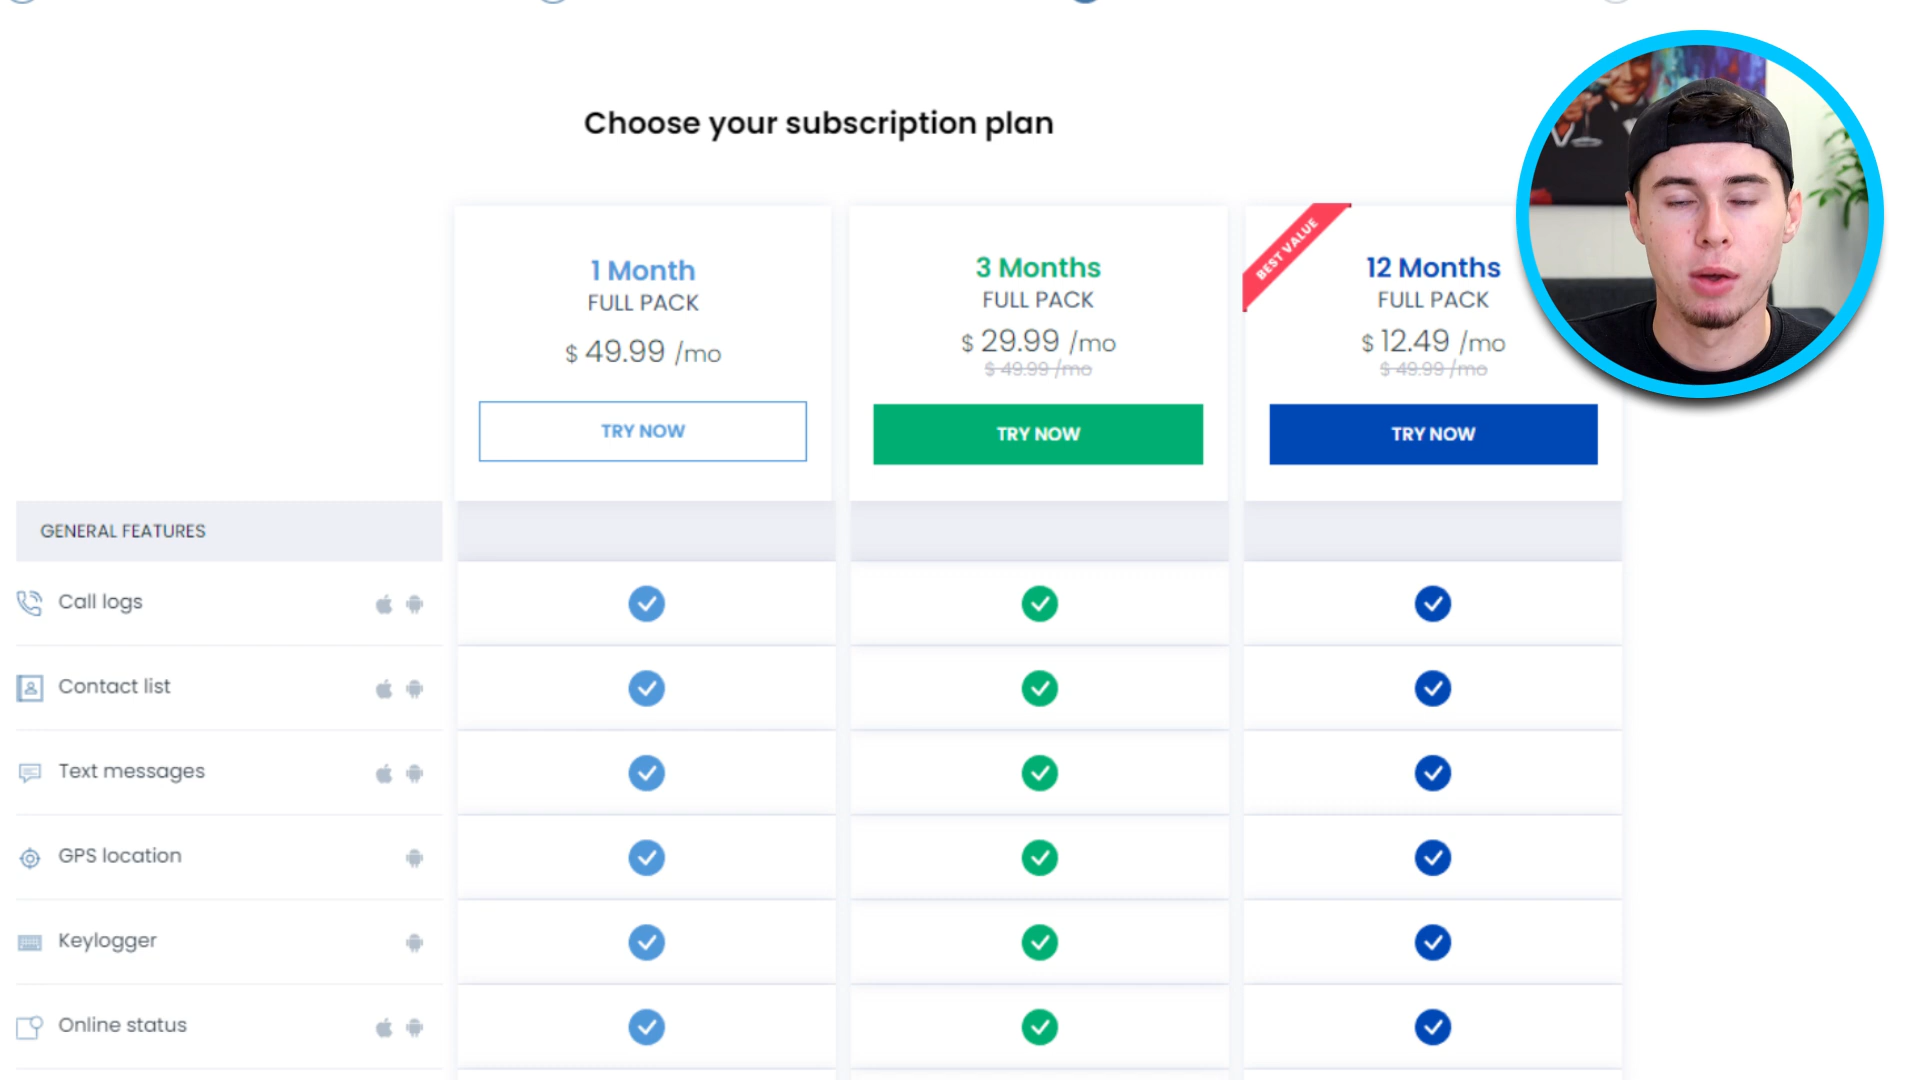 Choose your subscription plan
1 Month
FULL PACK
$ 49.99 /mo
TRY NOW
3 Months
FULL PACK
$ 29.99 /mo
$ 49.99 /mo
TRY NOW
BEST VALUE
12 Months
FULL PACK
$ 12.49 /mo
$ 49.99 /mo
TRY NOW
GENERAL FEATURES
Call logs
Contact list
Text messages
GPS location
Keylogger
Online status